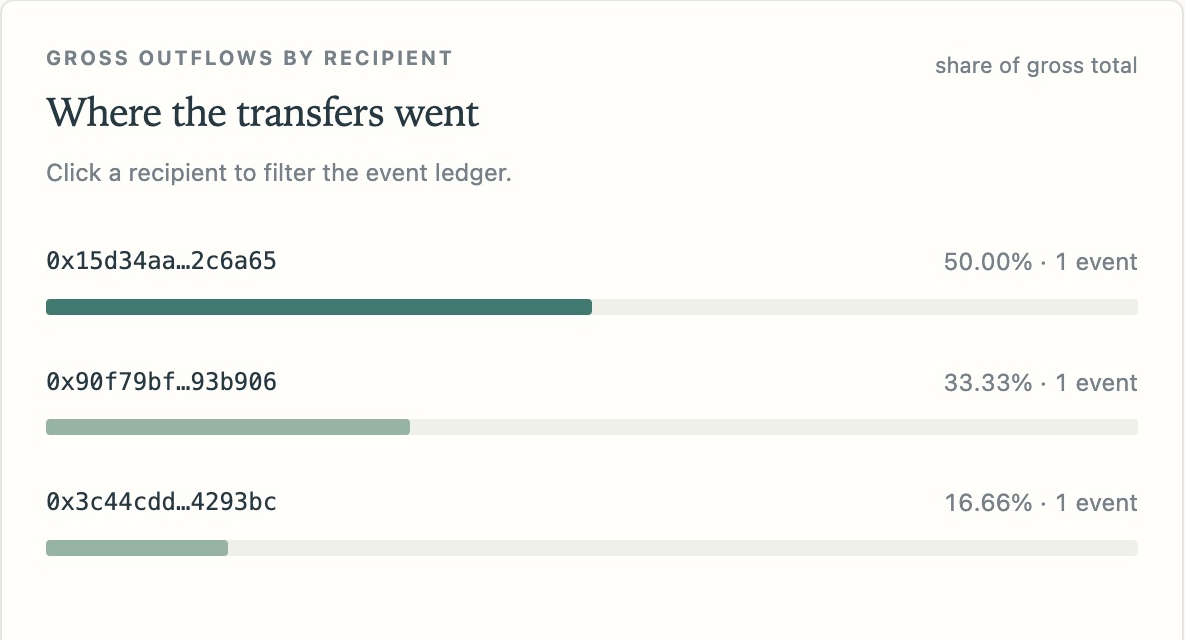 GROSS OUTFLOWS BY RECIPIENT
share of gross total
Where the transfers went
Click a recipient to filter the event ledger.
0x15d34aa…2c6a65 50.00% · 1 event
0x90f79bf…93b906 33.33% · 1 event
0x3c44cdd…4293bc 16.66% · 1 event